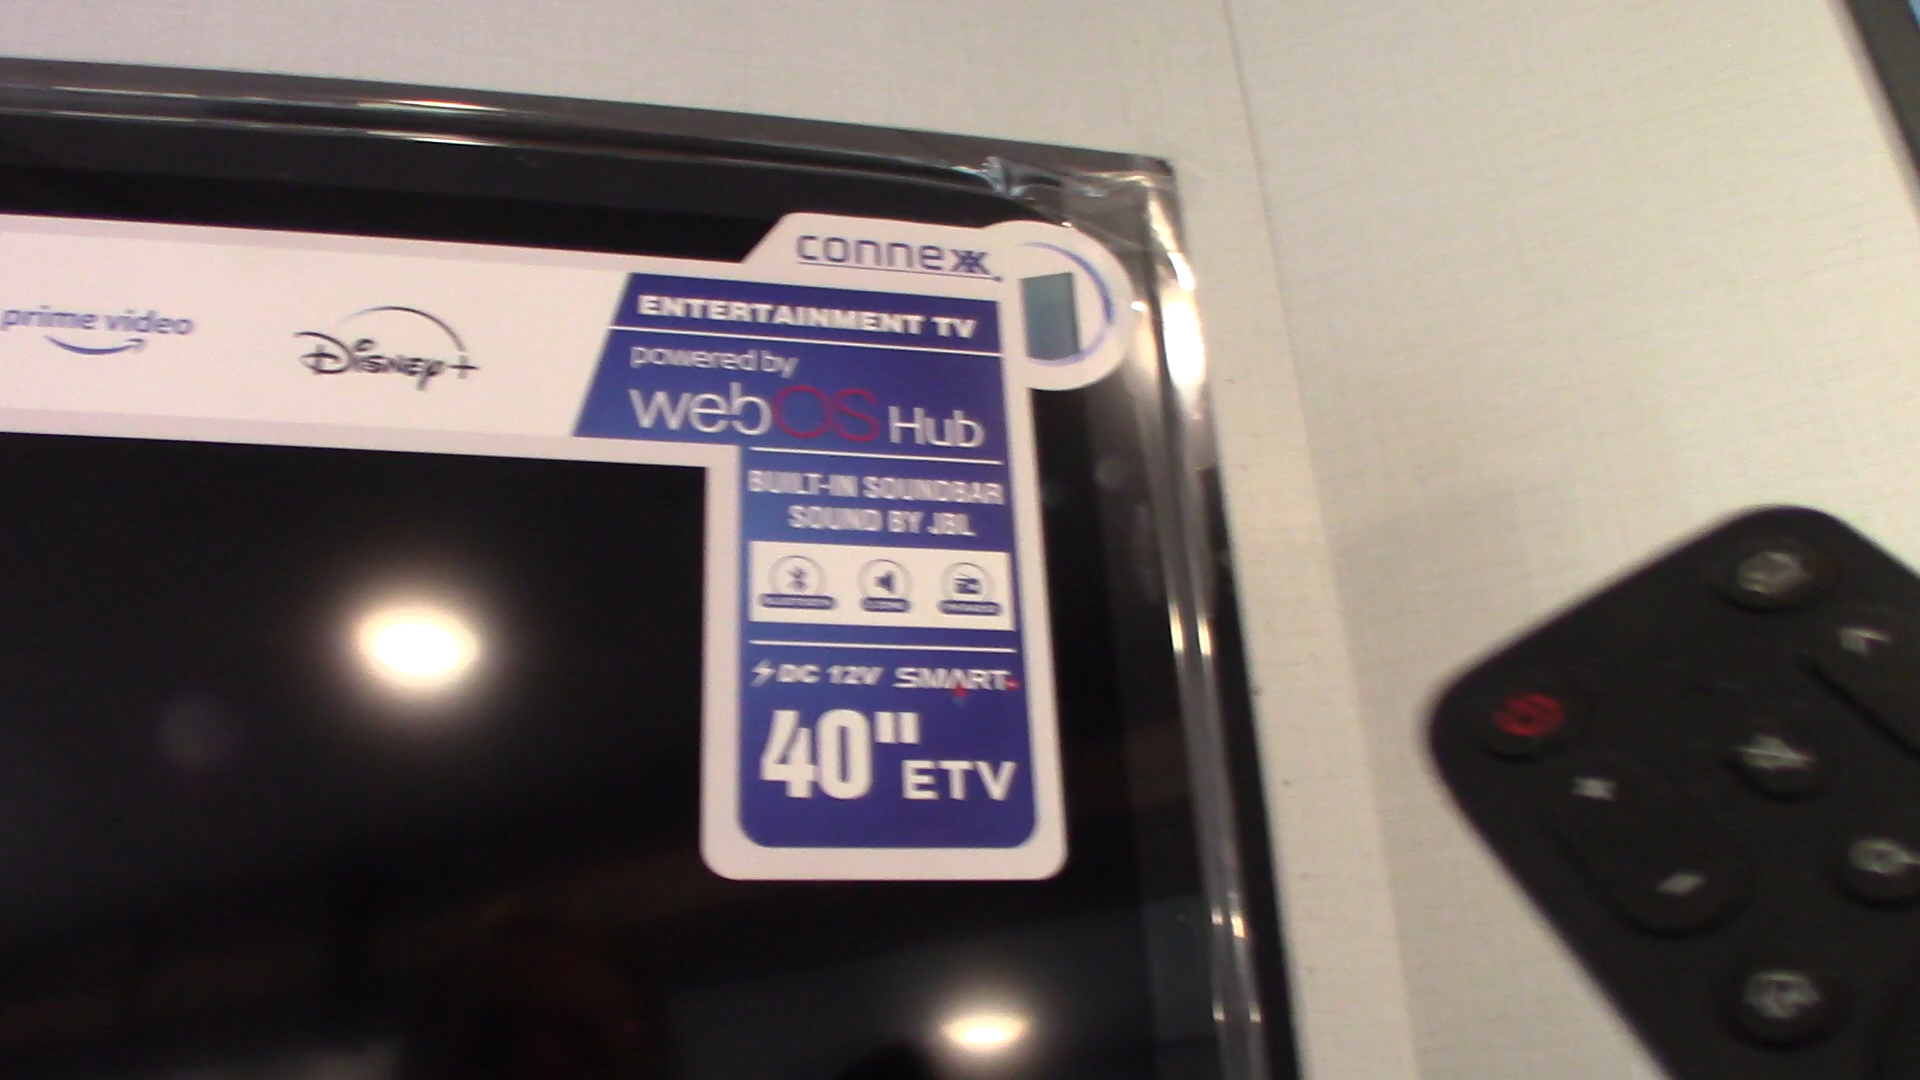 connexx
prime video
Disney+
ENTERTAINMENT TV
powered by
webOS Hub
BUILT-IN SOUNDBAR
SOUND BY JBL
DC 12V SMART
40" ETV